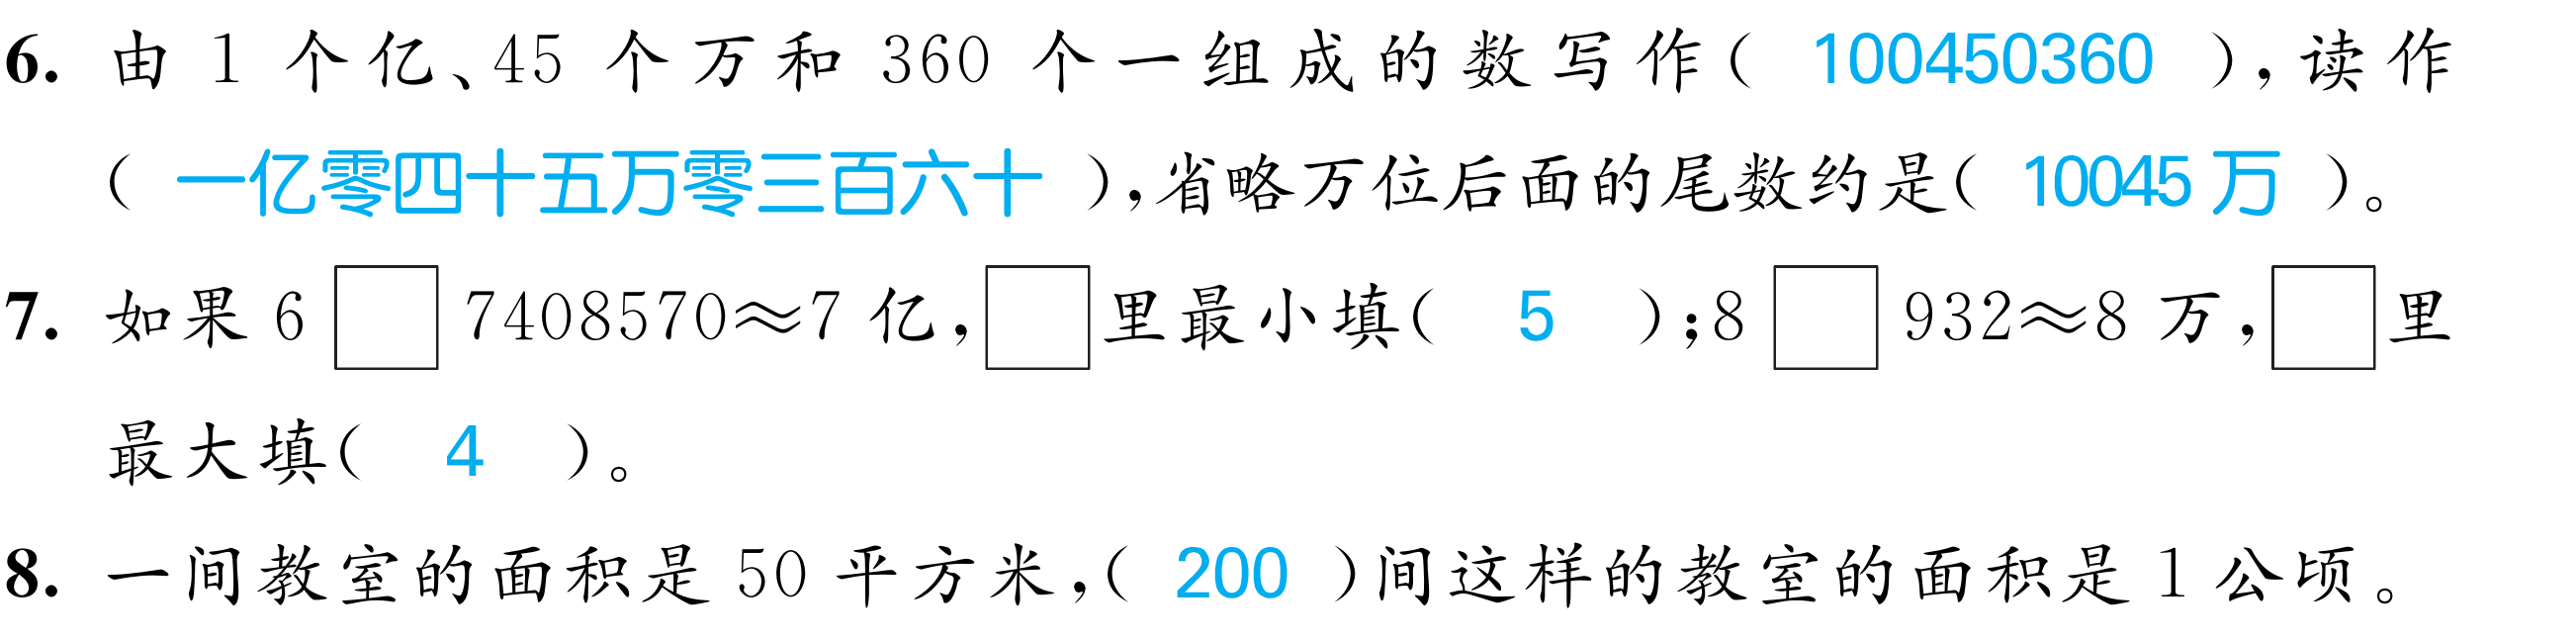 6. 由 1 个亿、45 个万和 360 个一组成的数写作( 100450360 ),读作
( 一亿零四十五万零三百六十 ),省略万位后面的尾数约是( 10045 万 )。
7. 如果 6□7408570≈7 亿,□里最小填( 5 );8□932≈8 万,□里
最大填( 4 )。
8. 一间教室的面积是 50 平方米,( 200 )间这样的教室的面积是 1 公顷。